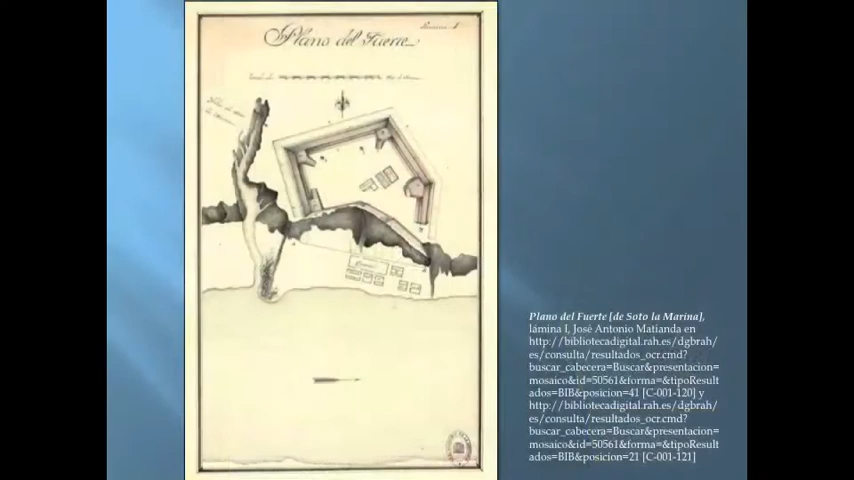 Plano del Fuerte
Plano del Fuerte [de Soto la Marina],
lámina I, José Antonio Matianda en
http://bibliotecadigital.rah.es/dgbrah/
es/consulta/resultados_ocr.cmd?
buscar_cabecera=Buscar&presentacion=
mosaico&id=50561&forma=&tipoResult
ados=BIB&posicion=41 [C-001-120] y
http://bibliotecadigital.rah.es/dgbrah/
es/consulta/resultados_ocr.cmd?
buscar_cabecera=Buscar&presentacion=
mosaico&id=50561&forma=&tipoResult
ados=BIB&posicion=21 [C-001-121]